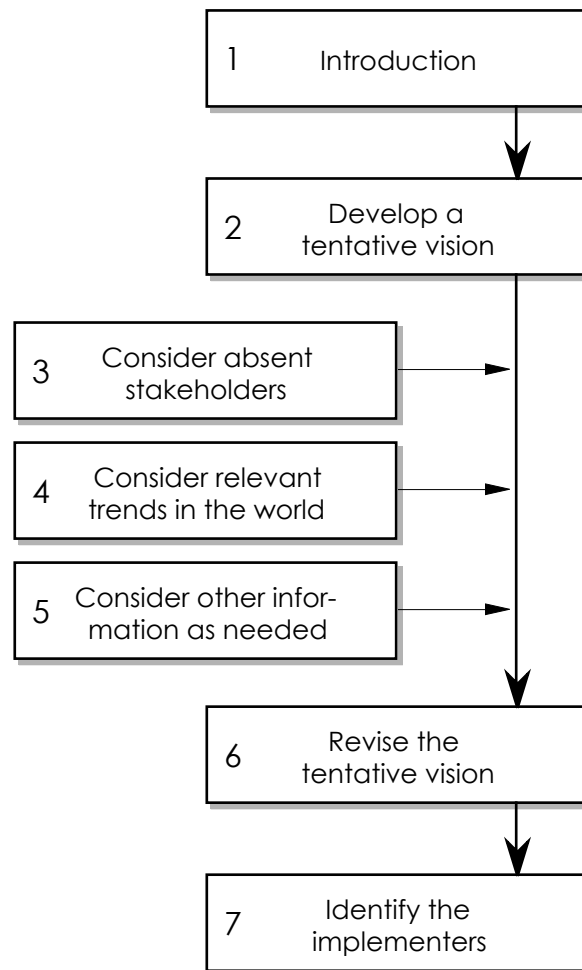 1 Introduction
2 Develop a
tentative vision
3 Consider absent
stakeholders
4 Consider relevant
trends in the world
5 Consider other infor-
mation as needed
6 Revise the
tentative vision
7 Identify the
implementers